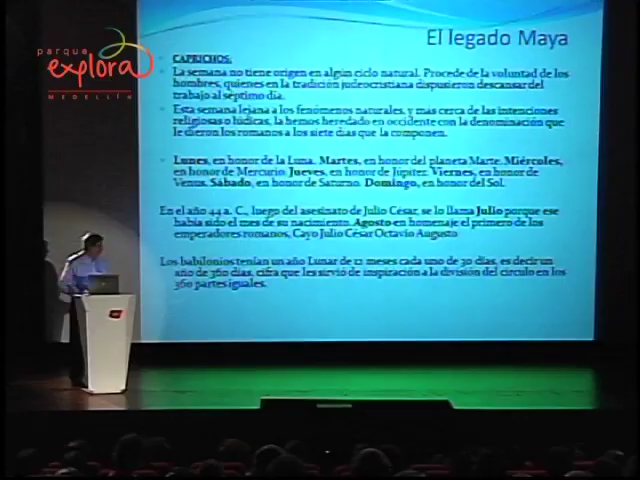 parque
explora
MEDELLÍN
El legado Maya
CAPRICHOS:
La semana no tiene origen en algún ciclo natural. Procede de la voluntad de los
hombres, quienes en la tradición judeocristiana dispusieron descansar del
trabajo al séptimo día.
Esta semana lejana a los fenómenos naturales, y mas cerca de las intenciones
religiosas o lúdicas, la hemos heredado en occidente con la denominación que
le dieron los romanos a los siete días que la componen.
Lunes, en honor de la Luna. Martes, en honor del planeta Marte. Miércoles,
en honor de Mercurio. Jueves, en honor de Júpiter. Viernes, en honor de
Venus. Sábado, en honor de Saturno. Domingo, en honor del Sol.
En el año 44 a. C., luego del asesinato de Julio César, se lo llama Julio porque ese
había sido el mes de su nacimiento. Agosto en homenaje el primero de los
emperadores romanos, Cayo Julio César Octavio Augusto
Los babilonios tenían un año Lunar de 12 meses cada uno de 30 días, es decir un
año de 360 días, cifra que les sirvió de inspiración a la división del círculo en los
360 partes iguales.